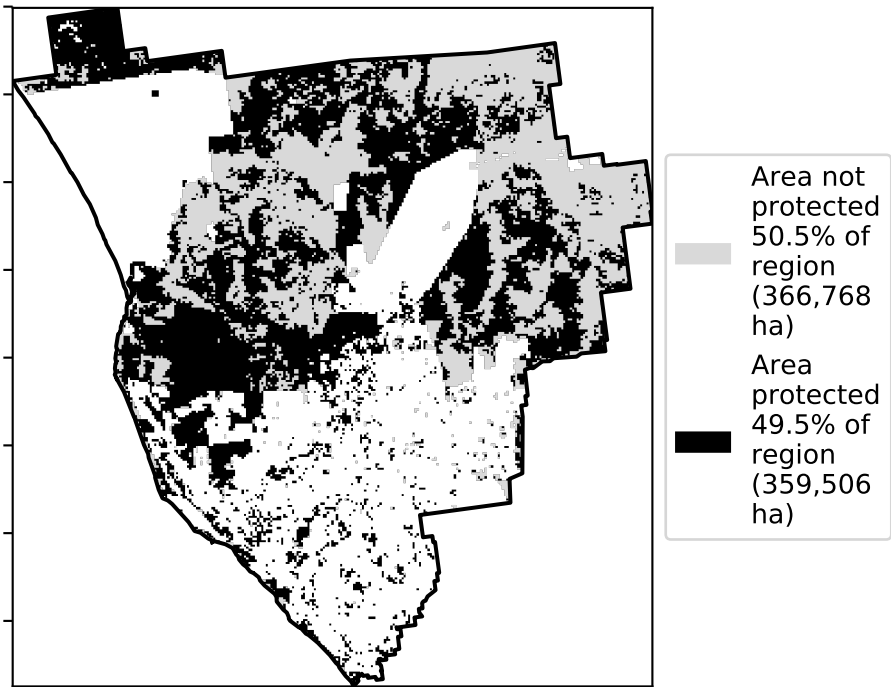 Area not
protected
50.5% of
region
(366,768
ha)
Area
protected
49.5% of
region
(359,506
ha)